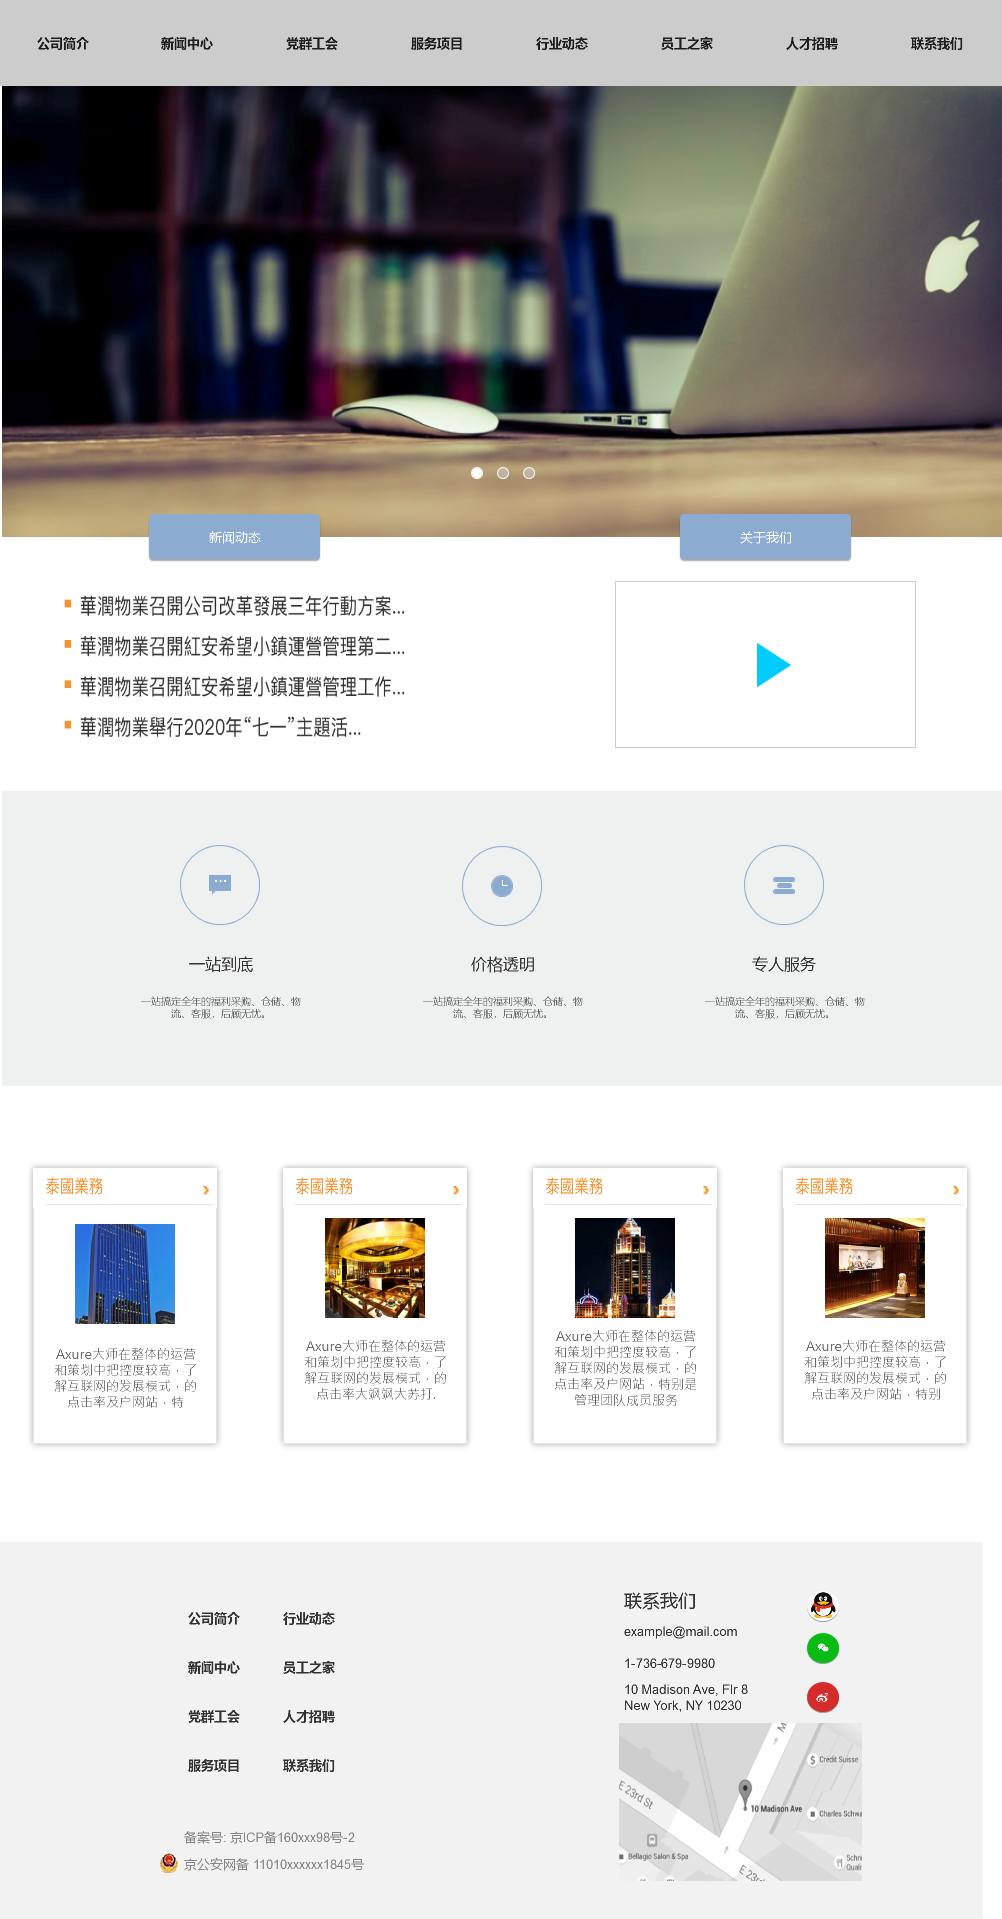 公司简介 新闻中心 党群工会 服务项目 行业动态 员工之家 人才招聘 联系我们
新闻动态 关于我们
華潤物業召開公司改革發展三年行動方案...
華潤物業召開紅安希望小鎮運營管理第二...
華潤物業召開紅安希望小鎮運營管理工作...
華潤物業舉行2020年“七一”主題活...
一站到底 价格透明 专人服务
一站搞定全年的福利采购、仓储、物
流、客服，后顾无忧。
一站搞定全年的福利采购、仓储、物
流、客服，后顾无忧。
一站搞定全年的福利采购、仓储、物
流、客服，后顾无忧。
泰國業務
Axure大师在整体的运营
和策划中把控度较高，了
解互联网的发展模式，的
点击率及户网站，特
泰國業務
Axure大师在整体的运营
和策划中把控度较高，了
解互联网的发展模式，的
点击率大飒飒大苏打.
泰國業務
Axure大师在整体的运营
和策划中把控度较高，了
解互联网的发展模式，的
点击率及户网站，特别是
管理团队成员服务
泰國業務
Axure大师在整体的运营
和策划中把控度较高，了
解互联网的发展模式，的
点击率及户网站，特别
公司简介 行业动态
新闻中心 员工之家
党群工会 人才招聘
服务项目 联系我们
备案号: 京ICP备160xxx98号-2
京公安网备 11010xxxxxx1845号
联系我们
example@mail.com
1-736-679-9980
10 Madison Ave, Flr 8
New York, NY 10230
M
Credit Suisse
E 23rd St
10 Madison Ave
Charles Schwa
Bellagio Salon & Spa
Schni
Quali
E 23rd